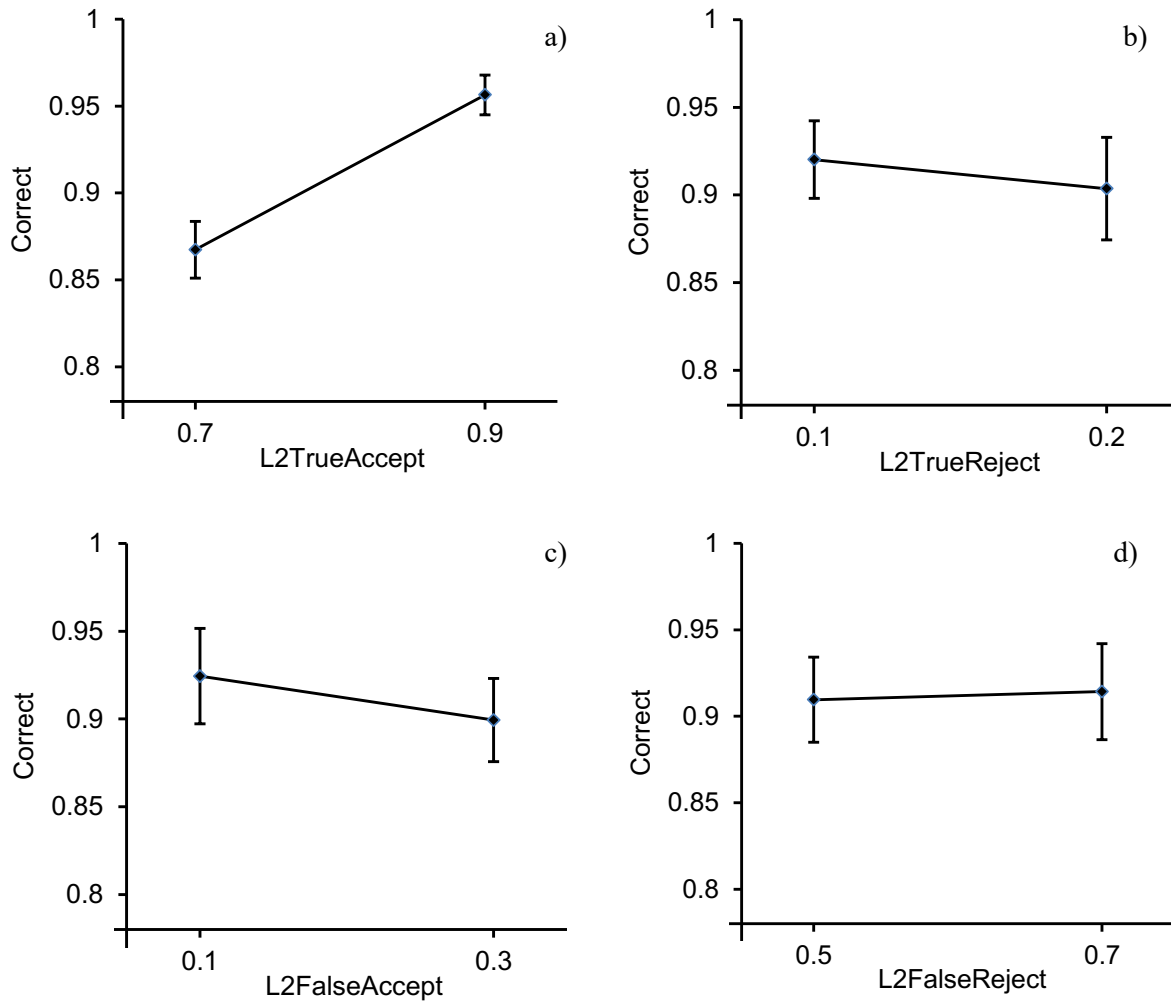 a)
1
0.95
0.9
0.85
0.8
Correct
0.7 0.9
L2TrueAccept
b)
1
0.95
0.9
0.85
0.8
Correct
0.1 0.2
L2TrueReject
c)
1
0.95
0.9
0.85
0.8
Correct
0.1 0.3
L2FalseAccept
d)
1
0.95
0.9
0.85
0.8
Correct
0.5 0.7
L2FalseReject